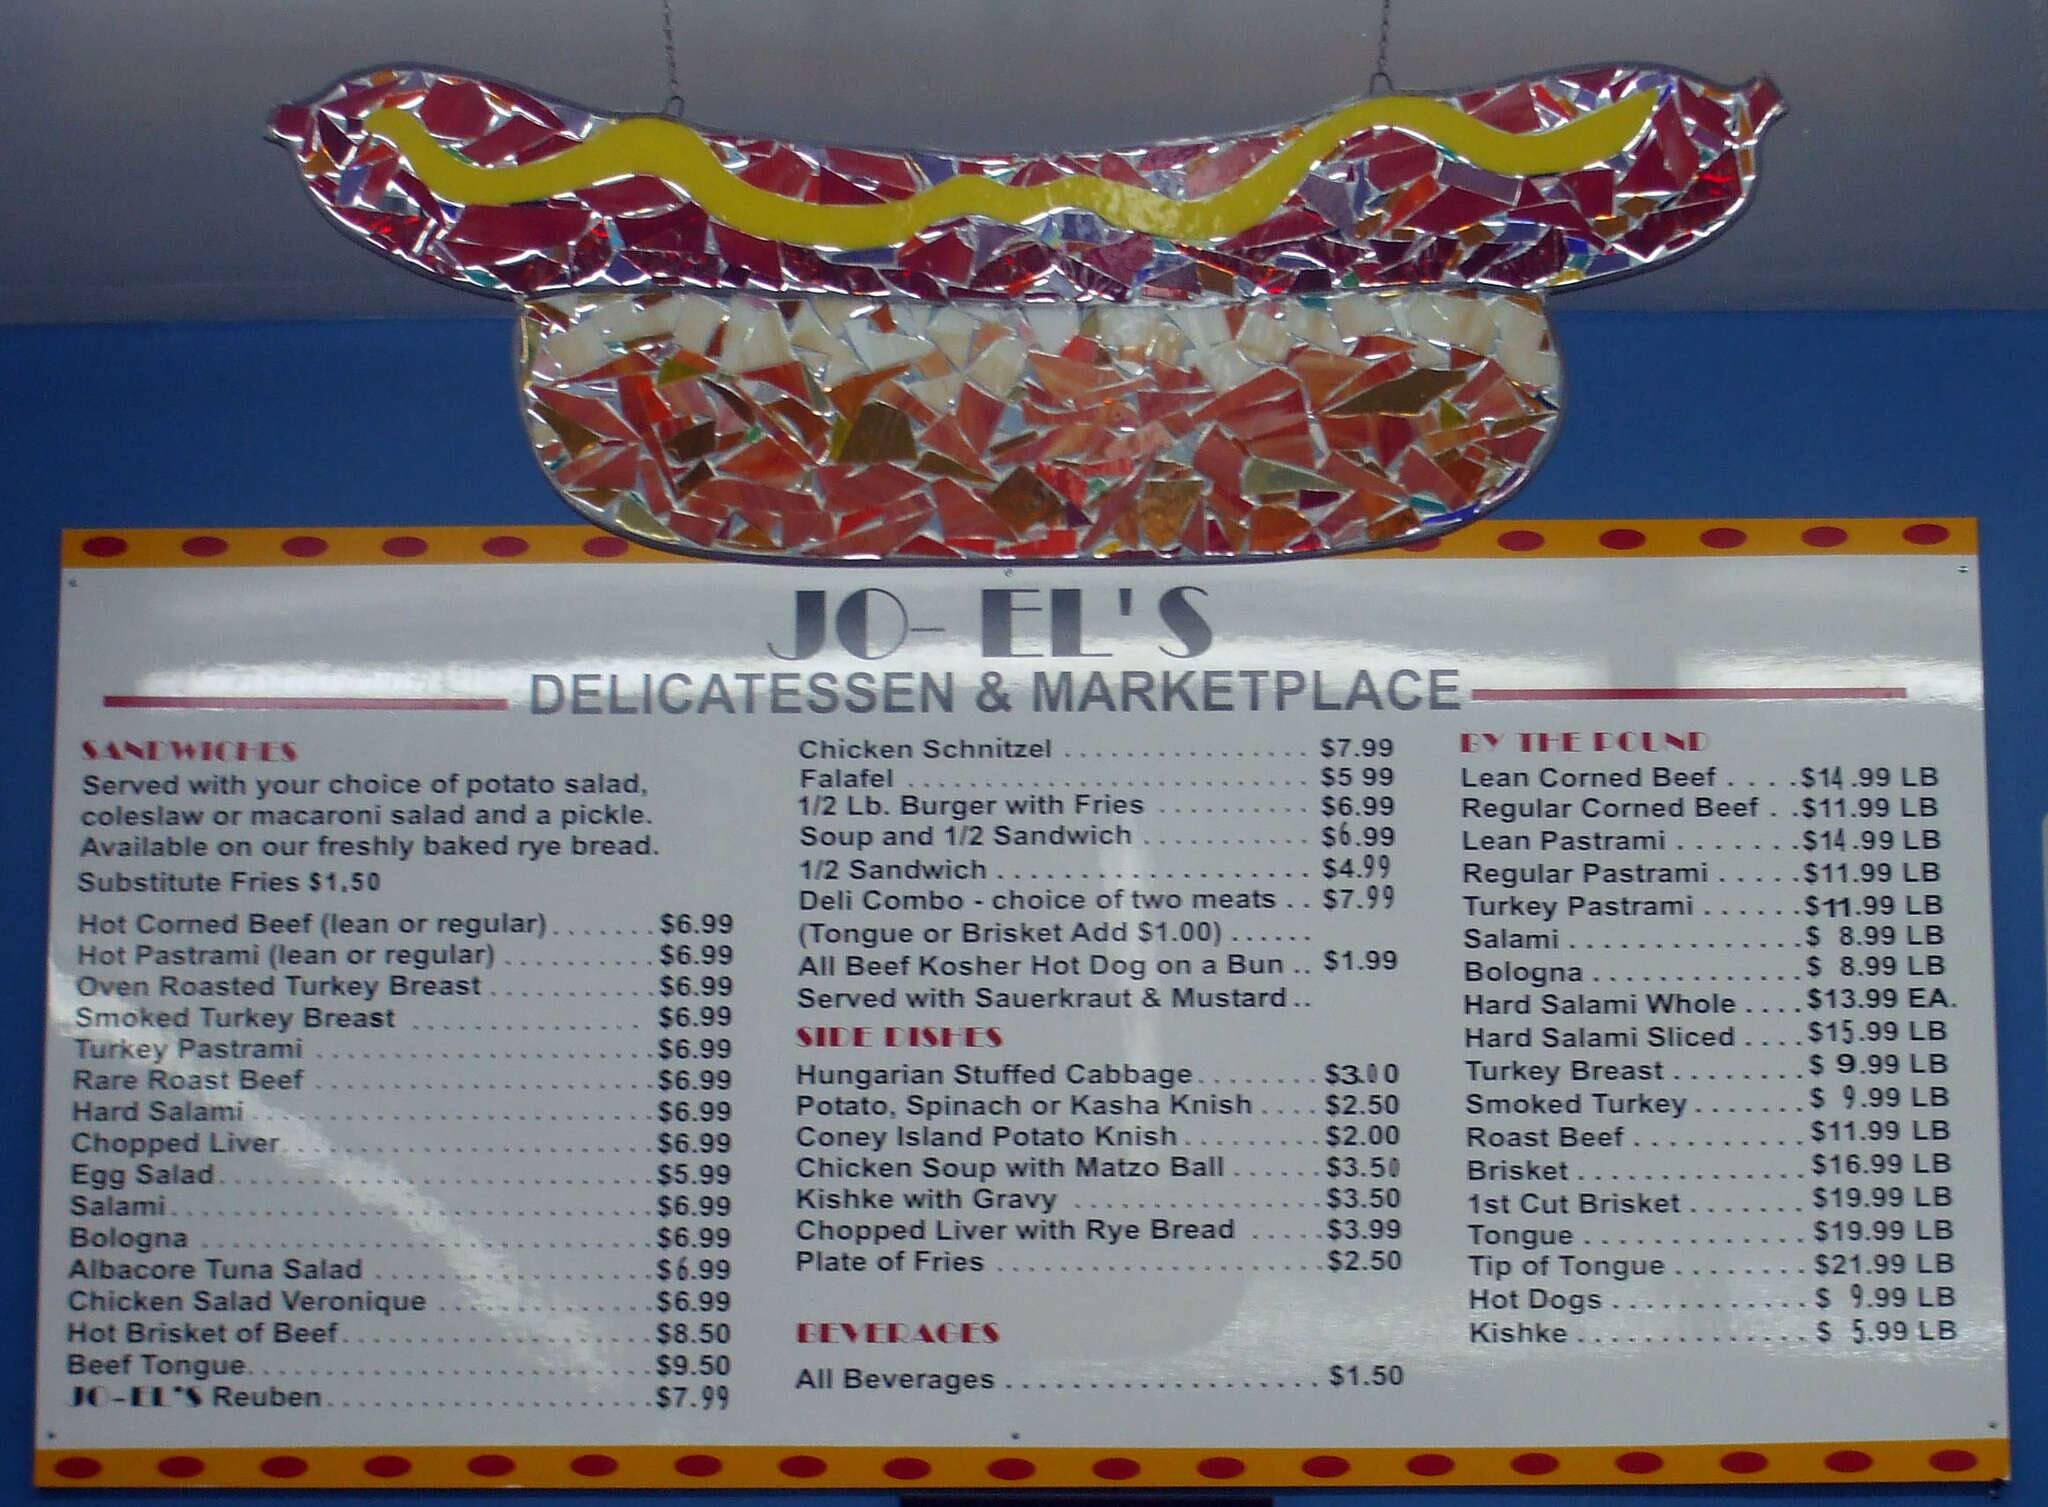 JO-EL'S
DELICATESSEN & MARKETPLACE
SANDWICHES
Served with your choice of potato salad,
coleslaw or macaroni salad and a pickle.
Available on our freshly baked rye bread.
Substitute Fries $1.50
Hot Corned Beef (lean or regular).......$6.99
Hot Pastrami (lean or regular)..........$6.99
Oven Roasted Turkey Breast..........$6.99
Smoked Turkey Breast .............. $6.99
Turkey Pastrami ....................$6.99
Rare Roast Beef ....................$6.99
Hard Salami........................$6.99
Chopped Liver......................$6.99
Egg Salad..........................$5.99
Salami.............................$6.99
Bologna ...........................$6.99
Albacore Tuna Salad ................$6.99
Chicken Salad Veronique .............$6.99
Hot Brisket of Beef..................$8.50
Beef Tongue........................$9.50
JO-EL'S Reuben....................$7.99
Chicken Schnitzel ............... $7.99
Falafel ........................ $5 99
1/2 Lb. Burger with Fries ......... $6.99
Soup and 1/2 Sandwich .......... $6.99
1/2 Sandwich ................... $4.99
Deli Combo - choice of two meats .. $7.99
(Tongue or Brisket Add $1.00) ......
All Beef Kosher Hot Dog on a Bun .. $1.99
Served with Sauerkraut & Mustard ..
SIDE DISHES
Hungarian Stuffed Cabbage........$3.00
Potato, Spinach or Kasha Knish ....$2.50
Coney Island Potato Knish.........$2.00
Chicken Soup with Matzo Ball ......$3.50
Kishke with Gravy ...............$3.50
Chopped Liver with Rye Bread .....$3.99
Plate of Fries ....................$2.50
BEVERAGES
All Beverages ................... $1.50
BY THE POUND
Lean Corned Beef ....$14.99 LB
Regular Corned Beef ..$11.99 LB
Lean Pastrami .......$14.99 LB
Regular Pastrami .....$11.99 LB
Turkey Pastrami ......$11.99 LB
Salami ..............$ 8.99 LB
Bologna .............$ 8.99 LB
Hard Salami Whole ....$13.99 EA.
Hard Salami Sliced ....$15.99 LB
Turkey Breast ........$ 9.99 LB
Smoked Turkey.......$ 9.99 LB
Roast Beef ..........$11.99 LB
Brisket ..............$16.99 LB
1st Cut Brisket .......$19.99 LB
Tongue .............$19.99 LB
Tip of Tongue ........$21.99 LB
Hot Dogs ............$ 9.99 LB
Kishke ..............$ 5.99 LB